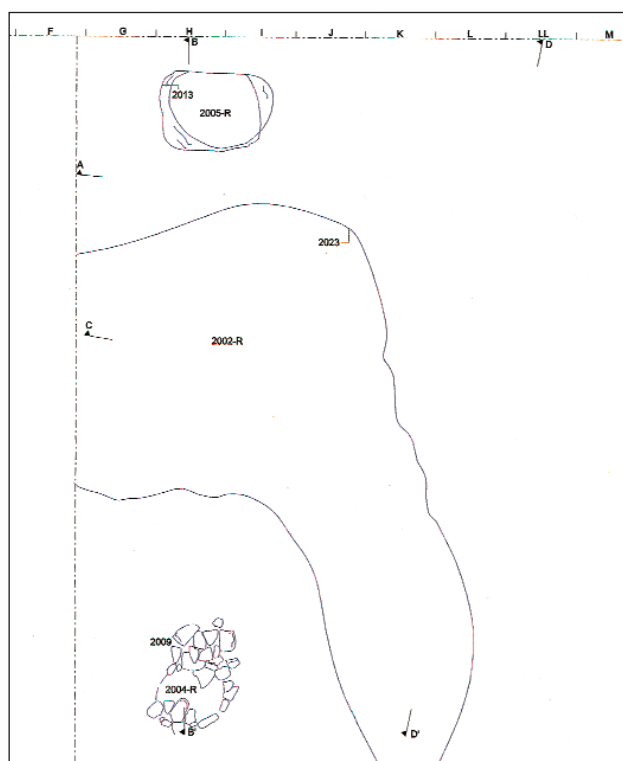 F G H I J K L LL M
B D
2013
2005-R
A
2023
C
2002-R
2009
2004-R
B' D'